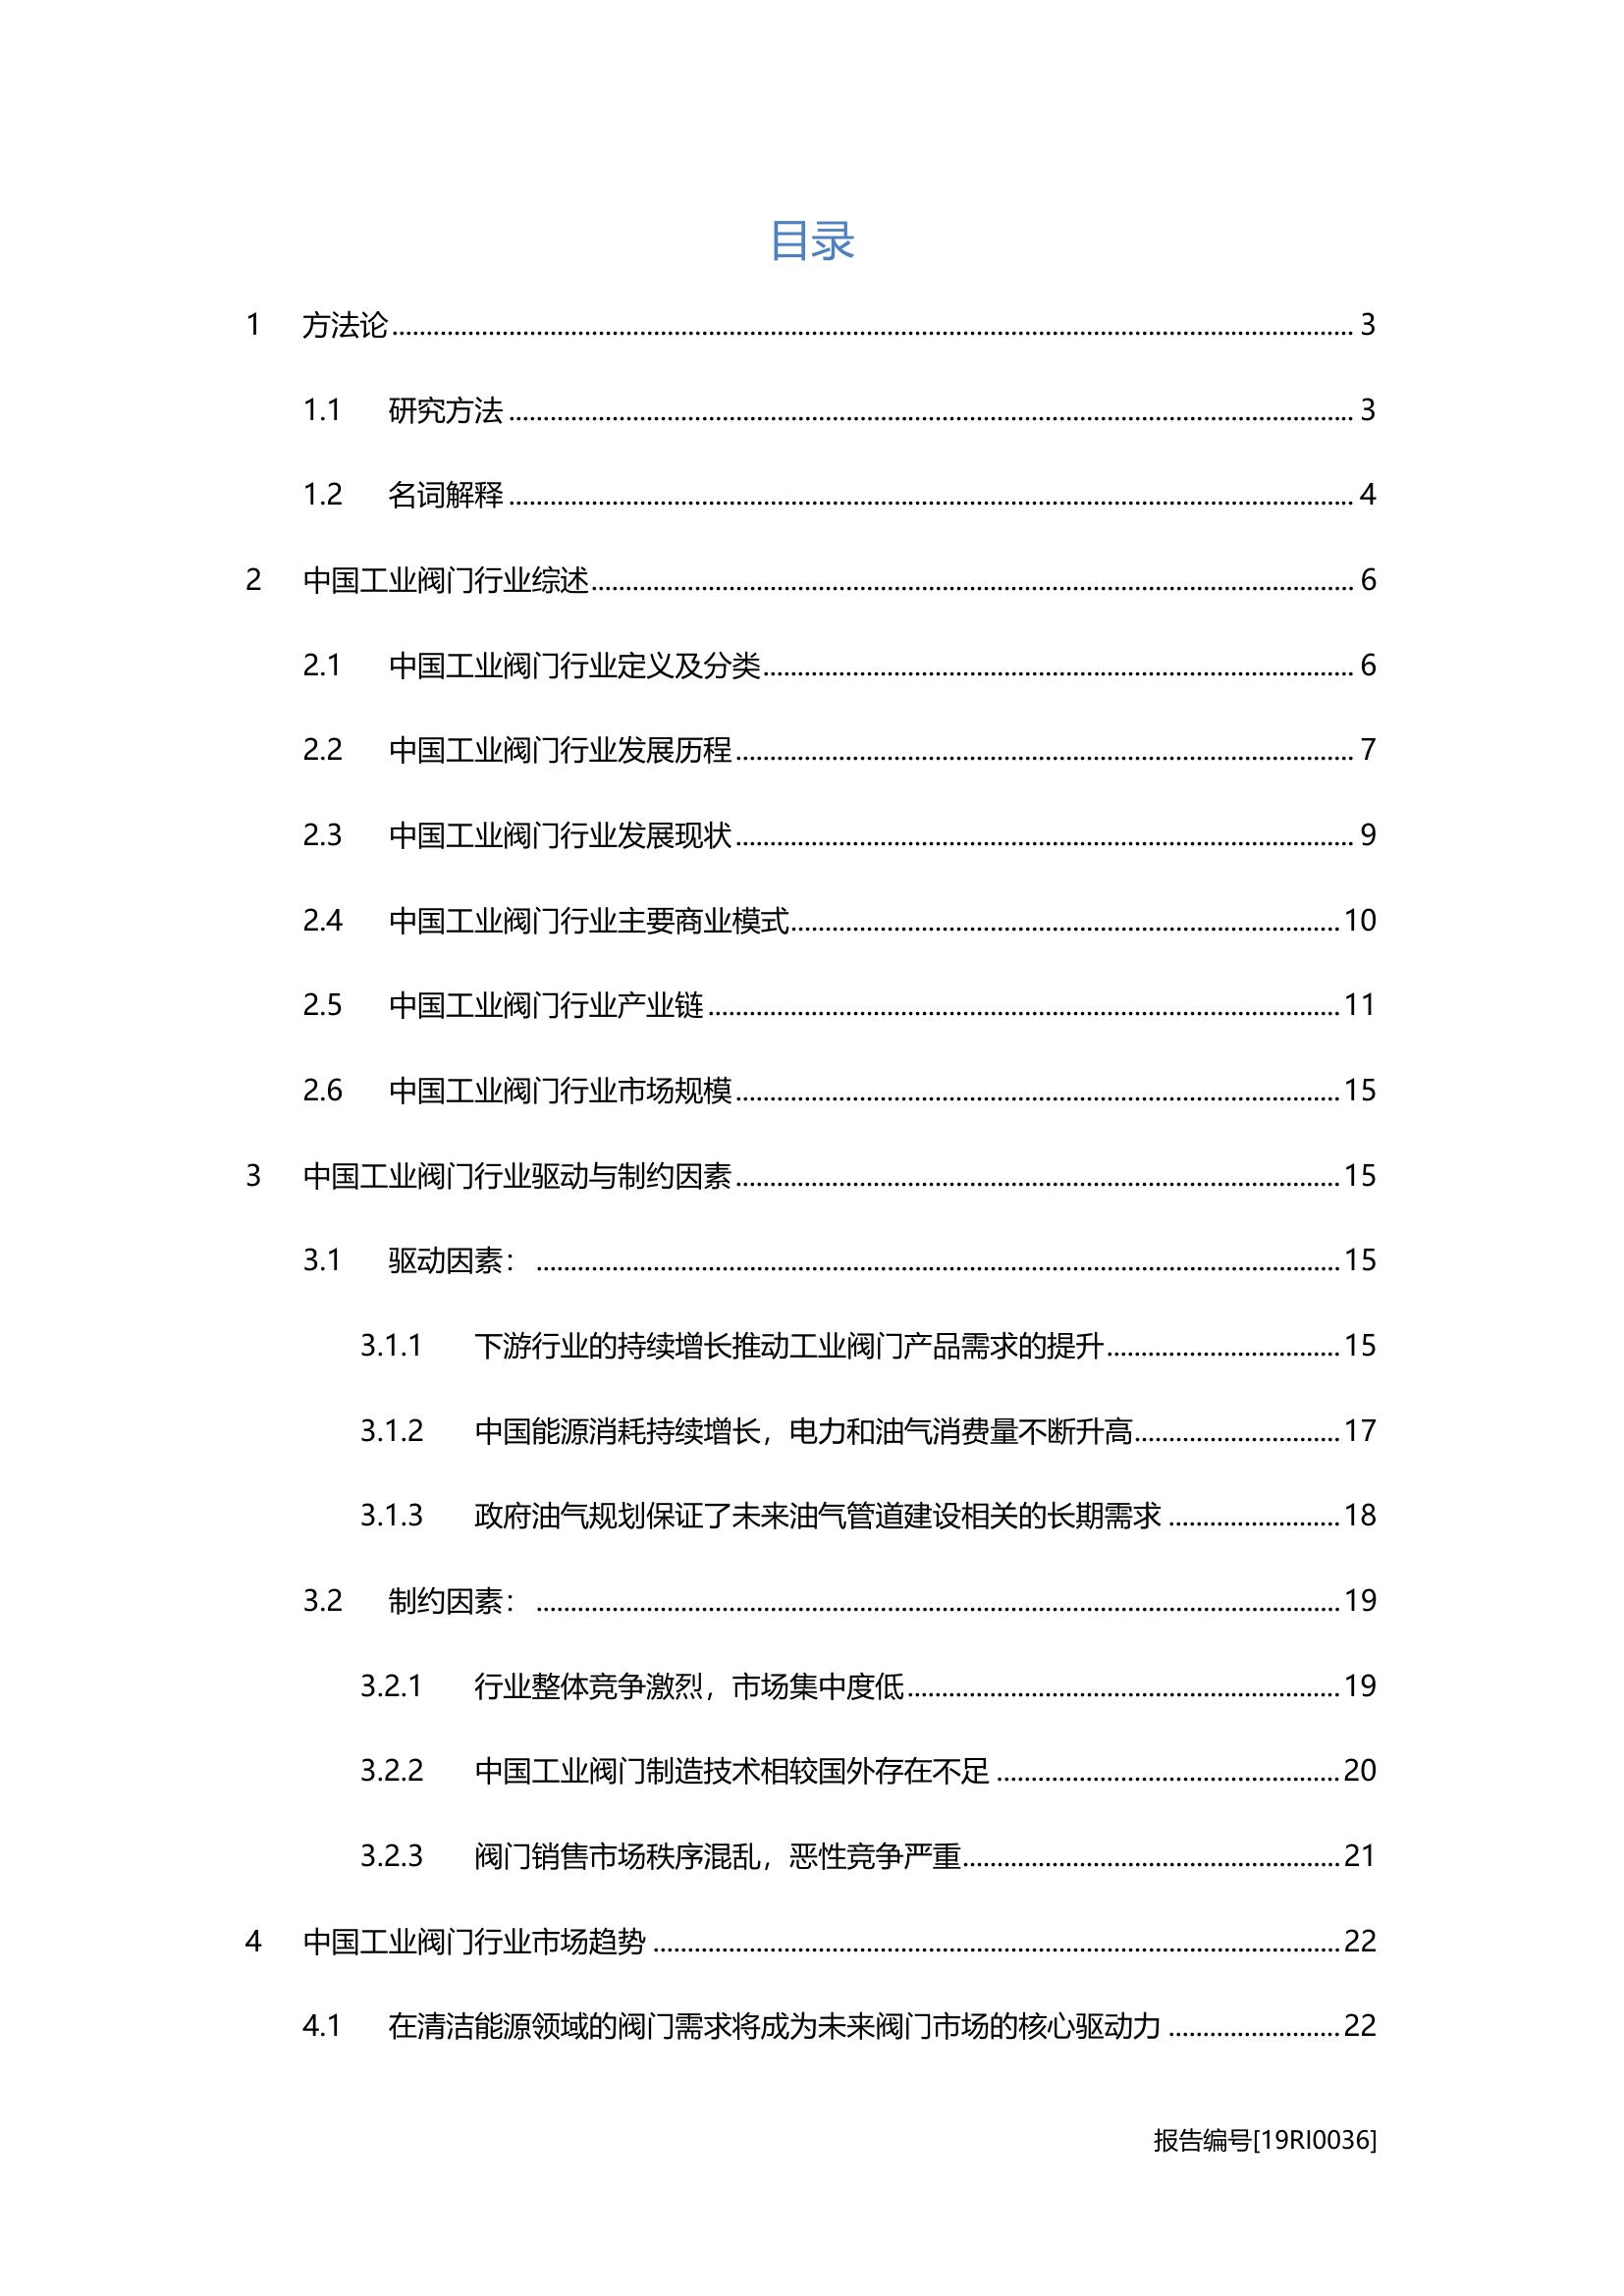 目录
1 方法论 3
1.1 研究方法 3
1.2 名词解释 4
2 中国工业阀门行业综述 6
2.1 中国工业阀门行业定义及分类 6
2.2 中国工业阀门行业发展历程 7
2.3 中国工业阀门行业发展现状 9
2.4 中国工业阀门行业主要商业模式 10
2.5 中国工业阀门行业产业链 11
2.6 中国工业阀门行业市场规模 15
3 中国工业阀门行业驱动与制约因素 15
3.1 驱动因素： 15
3.1.1 下游行业的持续增长推动工业阀门产品需求的提升 15
3.1.2 中国能源消耗持续增长，电力和油气消费量不断升高 17
3.1.3 政府油气规划保证了未来油气管道建设相关的长期需求 18
3.2 制约因素： 19
3.2.1 行业整体竞争激烈，市场集中度低 19
3.2.2 中国工业阀门制造技术相较国外存在不足 20
3.2.3 阀门销售市场秩序混乱，恶性竞争严重 21
4 中国工业阀门行业市场趋势 22
4.1 在清洁能源领域的阀门需求将成为未来阀门市场的核心驱动力 22
报告编号[19RI0036]